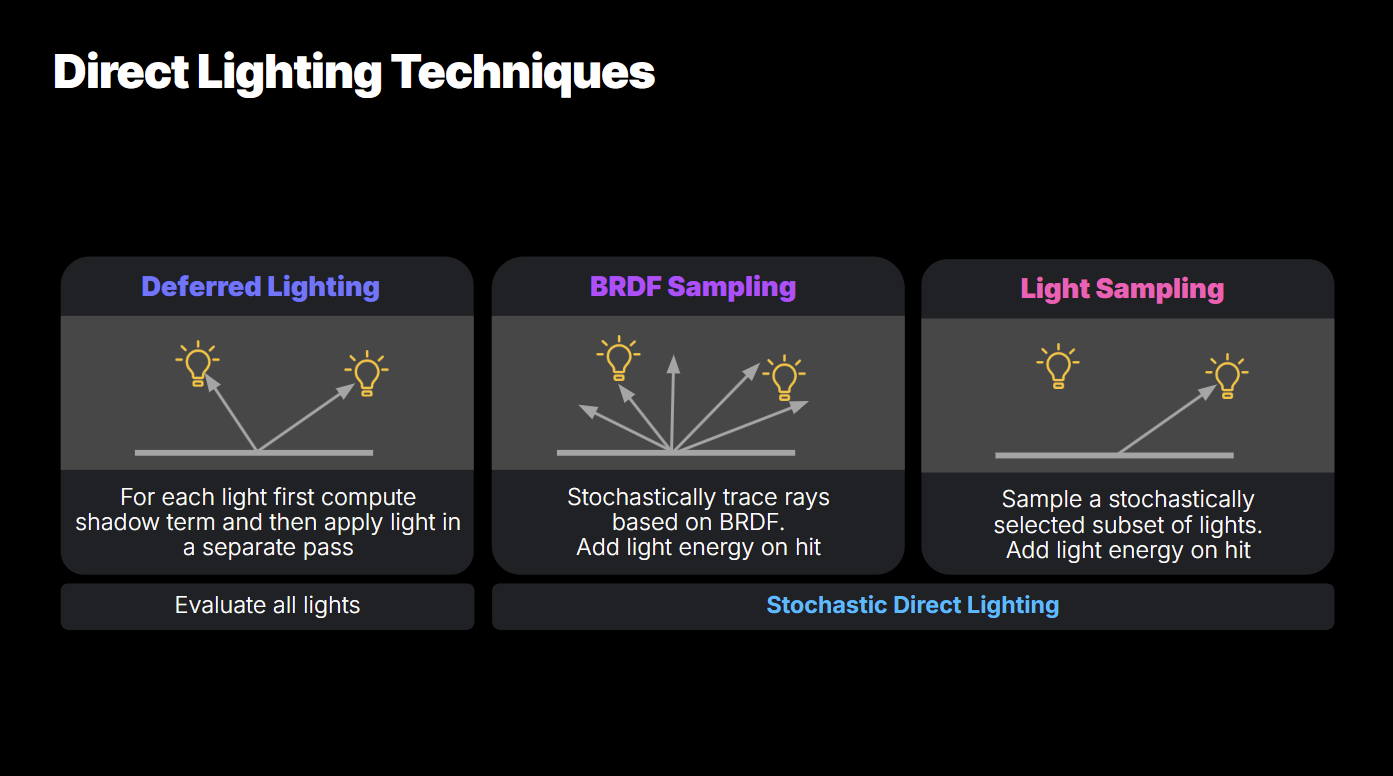 Direct Lighting Techniques
Deferred Lighting
For each light first compute
shadow term and then apply light in
a separate pass
Evaluate all lights
BRDF Sampling
Stochastically trace rays
based on BRDF.
Add light energy on hit
Light Sampling
Sample a stochastically
selected subset of lights.
Add light energy on hit
Stochastic Direct Lighting